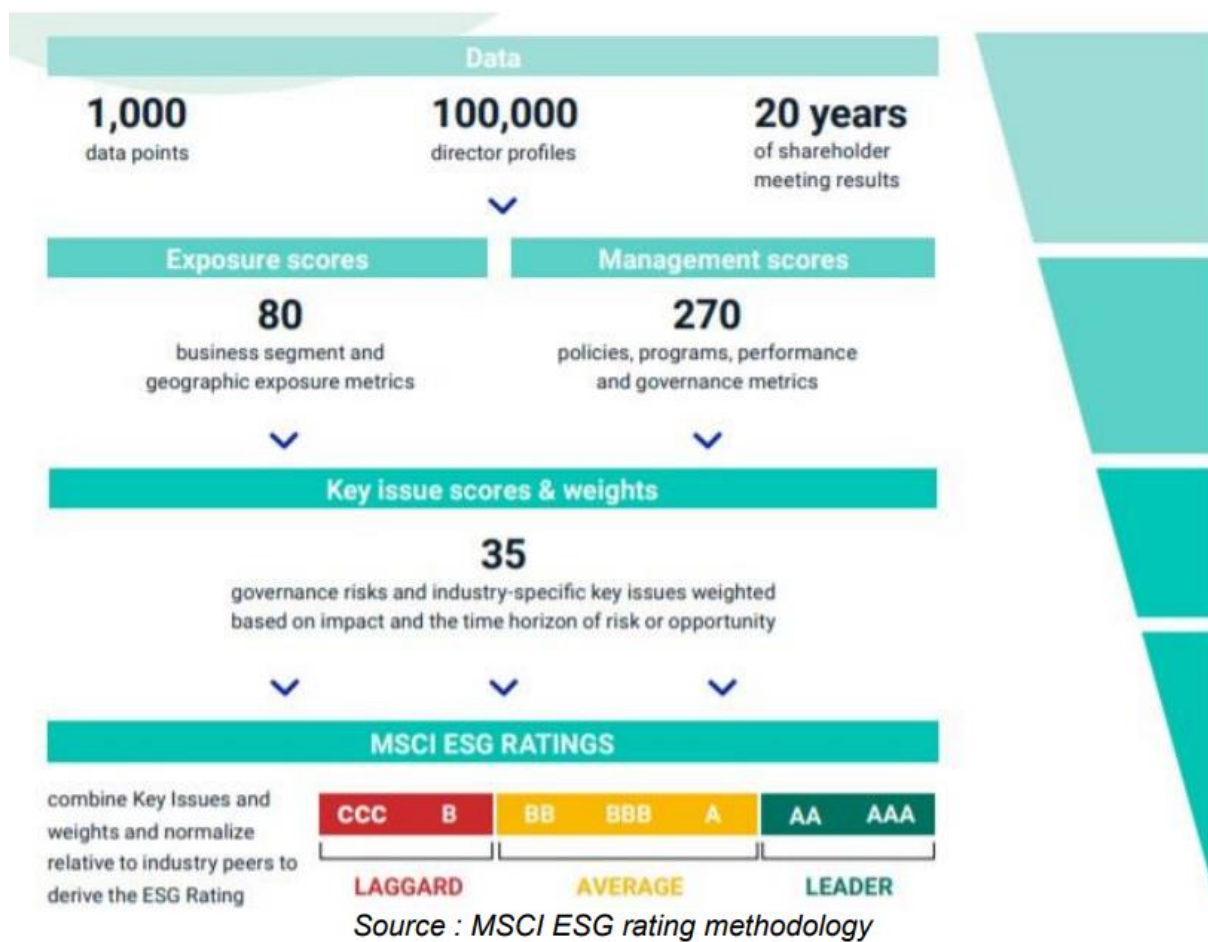 Data
1,000
data points
100,000
director profiles
20 years
of shareholder
meeting results
Exposure scores
80
business segment and
geographic exposure metrics
Management scores
270
policies, programs, performance
and governance metrics
Key issue scores & weights
35
governance risks and industry-specific key issues weighted
based on impact and the time horizon of risk or opportunity
MSCI ESG RATINGS
combine Key Issues and
weights and normalize
relative to industry peers to
derive the ESG Rating
CCC B BB BBB A AA AAA
LAGGARD AVERAGE LEADER
Source : MSCI ESG rating methodology